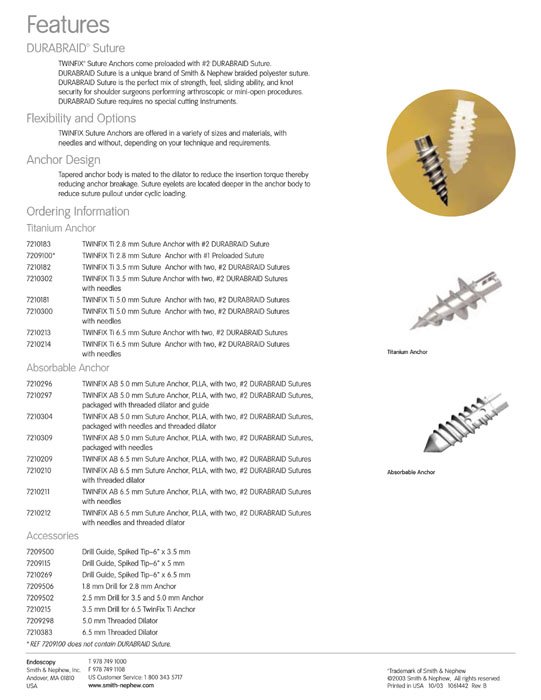 Features
DURABRAID° Suture
TWINFIX° Suture Anchors come preloaded with #2 DURABRAID Suture.
DURABRAID Suture is a unique brand of Smith & Nephew braided polyester suture.
DURABRAID Suture is the perfect mix of strength, feel, sliding ability, and knot
security for shoulder surgeons performing arthroscopic or mini-open procedures.
DURABRAID Suture requires no special cutting instruments.
Flexibility and Options
TWINFIX Suture Anchors are offered in a variety of sizes and materials, with
needles and without, depending on your technique and requirements.
Anchor Design
Tapered anchor body is mated to the dilator to reduce the insertion torque thereby
reducing anchor breakage. Suture eyelets are located deeper in the anchor body to
reduce suture pullout under cyclic loading.
Ordering Information
Titanium Anchor
7210183 TWINFIX Ti 2.8 mm Suture Anchor with #2 DURABRAID Suture
7209100* TWINFIX Ti 2.8 mm Suture Anchor with #1 Preloaded Suture
7210182 TWINFIX Ti 3.5 mm Suture Anchor with two, #2 DURABRAID Sutures
7210302 TWINFIX Ti 3.5 mm Suture Anchor with two, #2 DURABRAID Sutures
with needles
7210181 TWINFIX Ti 5.0 mm Suture Anchor with two, #2 DURABRAID Sutures
7210300 TWINFIX Ti 5.0 mm Suture Anchor with two, #2 DURABRAID Sutures
with needles
7210213 TWINFIX Ti 6.5 mm Suture Anchor with two, #2 DURABRAID Sutures
7210214 TWINFIX Ti 6.5 mm Suture Anchor with two, #2 DURABRAID Sutures
with needles
Titanium Anchor
Absorbable Anchor
7210296 TWINFIX AB 5.0 mm Suture Anchor, PLLA, with two, #2 DURABRAID Sutures
7210297 TWINFIX AB 5.0 mm Suture Anchor, PLLA, with two, #2 DURABRAID Sutures,
packaged with threaded dilator and guide
7210304 TWINFIX AB 5.0 mm Suture Anchor, PLLA, with two, #2 DURABRAID Sutures,
packaged with needles and threaded dilator
7210309 TWINFIX AB 5.0 mm Suture Anchor, PLLA, with two, #2 DURABRAID Sutures,
packaged with needles
7210209 TWINFIX AB 6.5 mm Suture Anchor, PLLA, with two, #2 DURABRAID Sutures
7210210 TWINFIX AB 6.5 mm Suture Anchor, PLLA, with two, #2 DURABRAID Sutures
with threaded dilator
7210211 TWINFIX AB 6.5 mm Suture Anchor, PLLA, with two, #2 DURABRAID Sutures
with needles
7210212 TWINFIX AB 6.5 mm Suture Anchor, PLLA, with two, #2 DURABRAID Sutures
with needles and threaded dilator
Absorbable Anchor
Accessories
7209500 Drill Guide, Spiked Tip–6" x 3.5 mm
7209115 Drill Guide, Spiked Tip–6" x 5 mm
7210269 Drill Guide, Spiked Tip–6" x 6.5 mm
7209506 1.8 mm Drill for 2.8 mm Anchor
7209502 2.5 mm Drill for 3.5 and 5.0 mm Anchor
7210215 3.5 mm Drill for 6.5 TwinFix Ti Anchor
7209298 5.0 mm Threaded Dilator
7210383 6.5 mm Threaded Dilator
* REF 7209100 does not contain DURABRAID Suture.
Endoscopy
Smith & Nephew, Inc.
Andover, MA 01810
USA
T 978 749 1000
F 978 749 1108
US Customer Service: 1 800 343 5717
www.smith-nephew.com
°Trademark of Smith & Nephew
©2003 Smith & Nephew, All rights reserved.
Printed in USA 10/03 1061442 Rev B